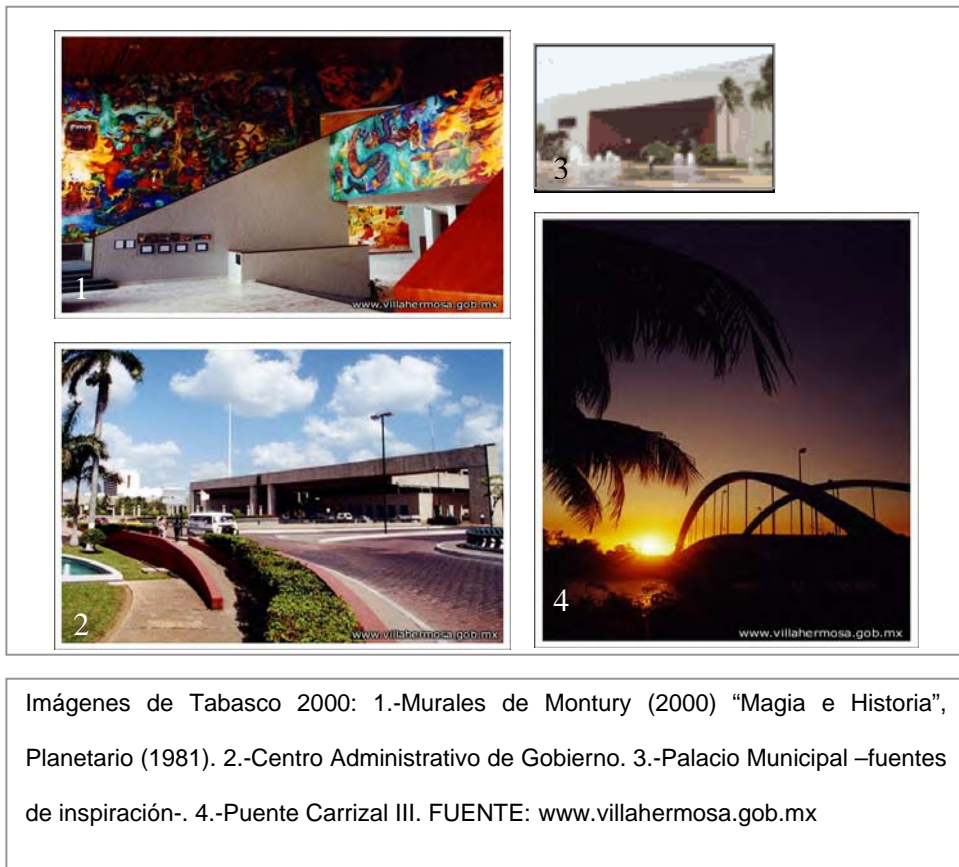 1
www.villahermosa.gob.mx
3
2
www.villahermosa.gob.mx
4
www.villahermosa.gob.mx
Imágenes de Tabasco 2000: 1.-Murales de Montury (2000) “Magia e Historia”,
Planetario (1981). 2.-Centro Administrativo de Gobierno. 3.-Palacio Municipal –fuentes
de inspiración-. 4.-Puente Carrizal III. FUENTE: www.villahermosa.gob.mx